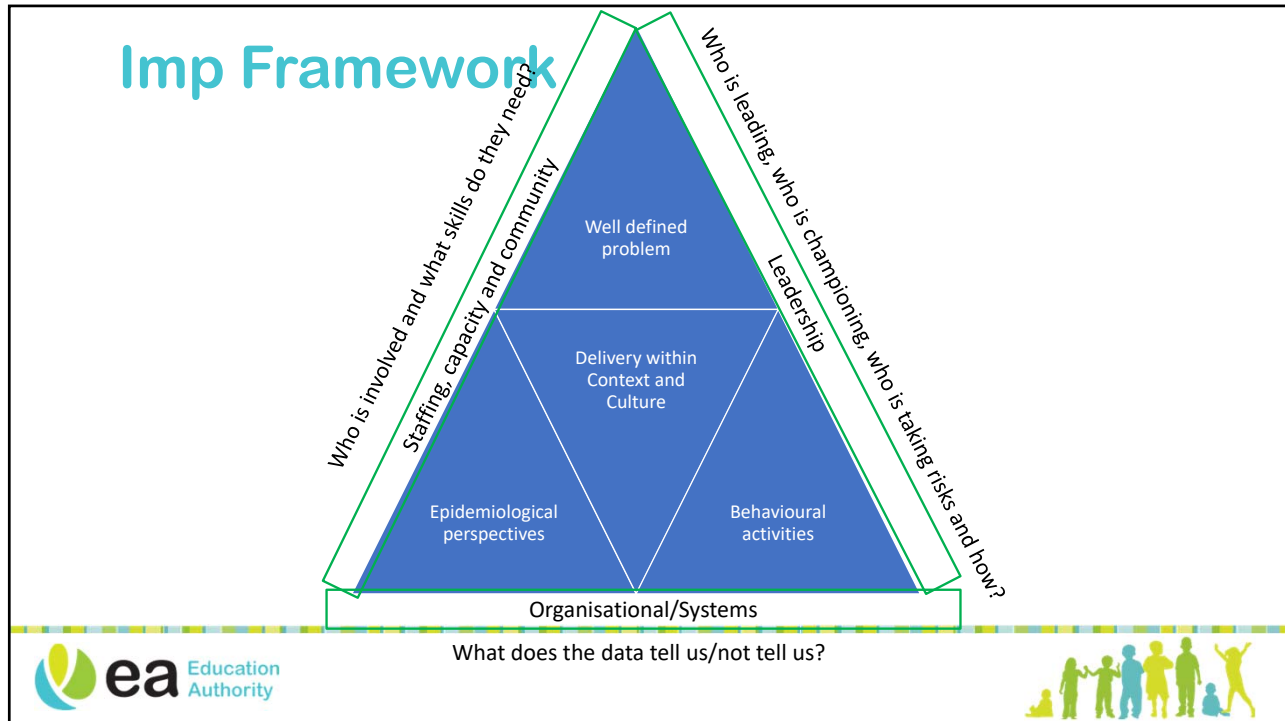 Imp Framework
Who is involved and what skills do they need?
Staffing, capacity and community
Well defined
problem
Leadership
Who is leading, who is championing, who is taking risks and how?
Delivery within
Context and
Culture
Epidemiological
perspectives
Behavioural
activities
Organisational/Systems
What does the data tell us/not tell us?
ea Education
Authority